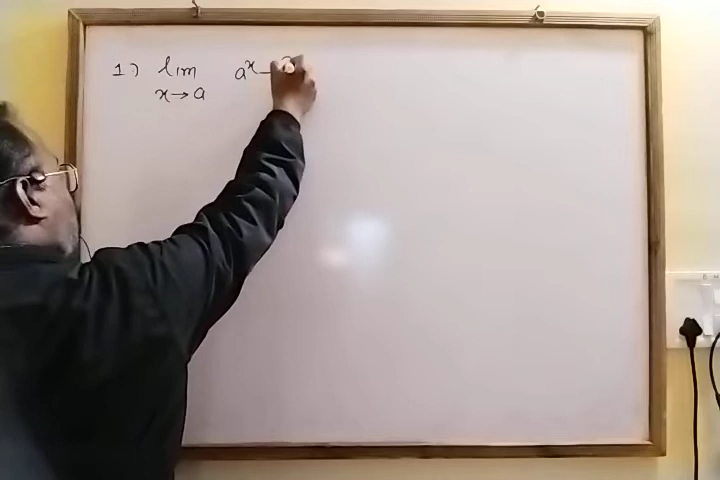 1) lim a^x -
x → a